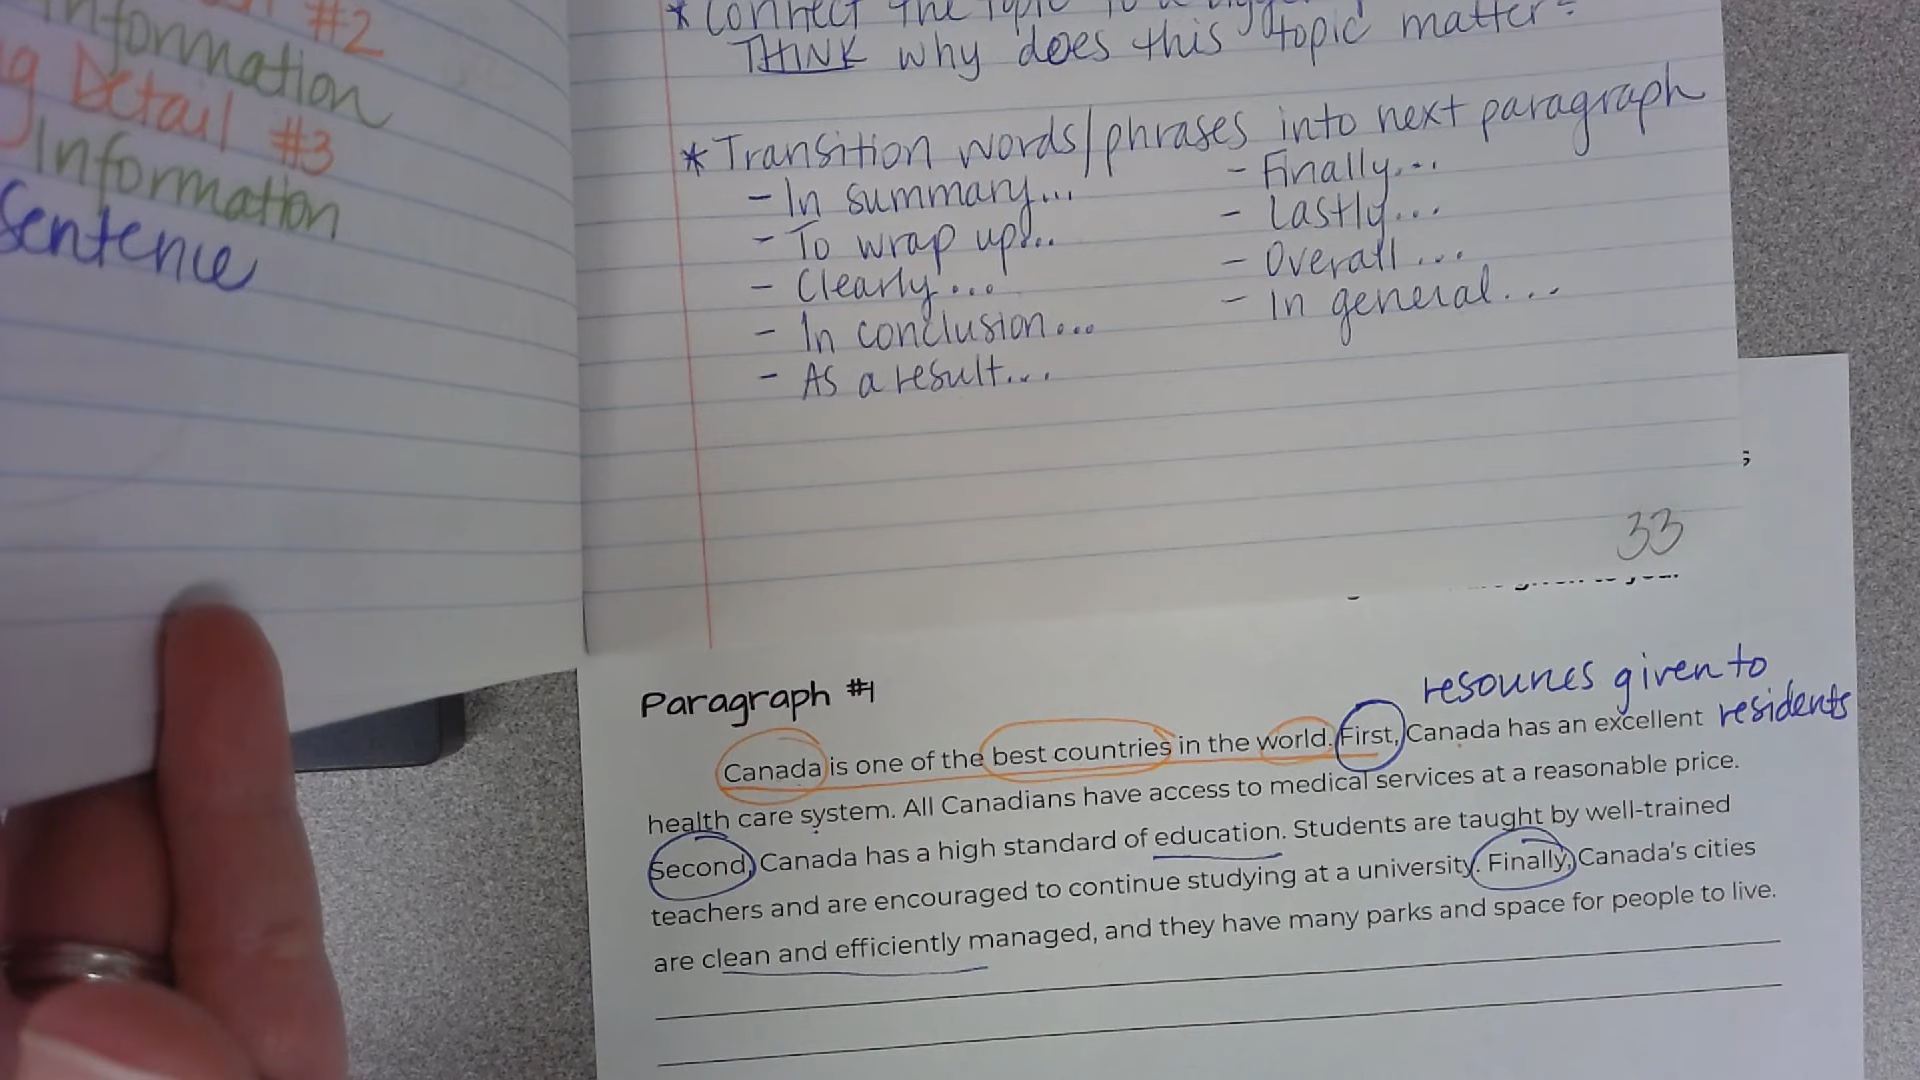 #2
Information
Detail #3
Information
Sentence
* Connect the topic to a
THINK why does this topic matter?
* Transition words/phrases into next paragraph
- In summary...
- To wrap up...
- Clearly...
- In conclusion...
- As a result...
- Finally...
- Lastly...
- Overall...
- In general...
33
Paragraph #1
resources given to
residents
Canada is one of the best countries in the world. First, Canada has an excellent
health care system. All Canadians have access to medical services at a reasonable price.
Second, Canada has a high standard of education. Students are taught by well-trained
teachers and are encouraged to continue studying at a university. Finally, Canada's cities
are clean and efficiently managed, and they have many parks and space for people to live.